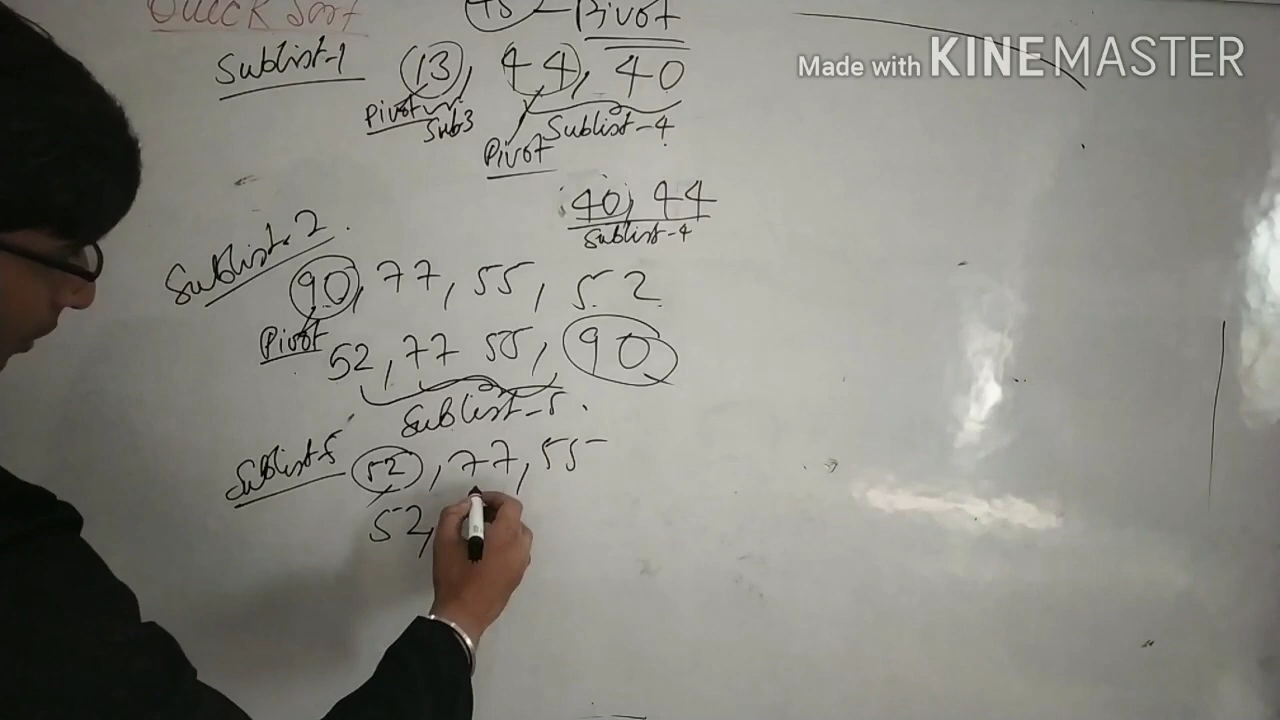 Quick Sort
Pivot
Sublist-1 13, 44, 40
Pivot
Sub3
Sublist-4
Pivot
40, 44
Sublist-4
Sublist-2
90, 77, 55, 52
Pivot
52, 77 55, 90
Sublist-5
Sublist-5 52, 77, 55
52,
Made with KINEMASTER